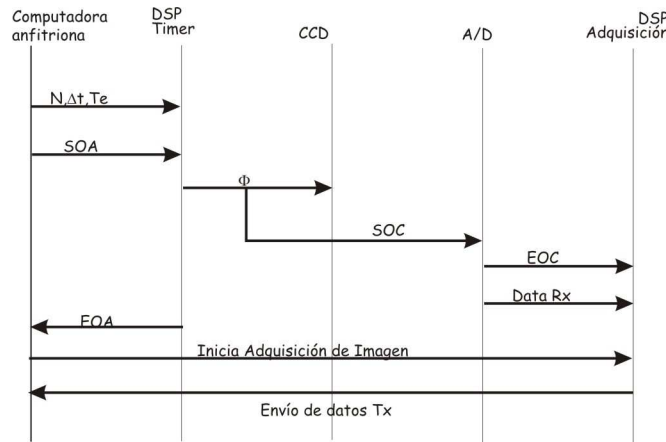 Computadora
anfitriona
DSP
Timer
CCD
A/D
DSP
Adquisición
N,Δt,Te
SOA
Φ
SOC
EOC
Data Rx
EOA
Inicia Adquisición de Imagen
Envío de datos Tx